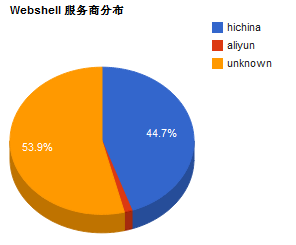 Webshell 服务商分布
hichina
aliyun
unknown
44.7%
53.9%